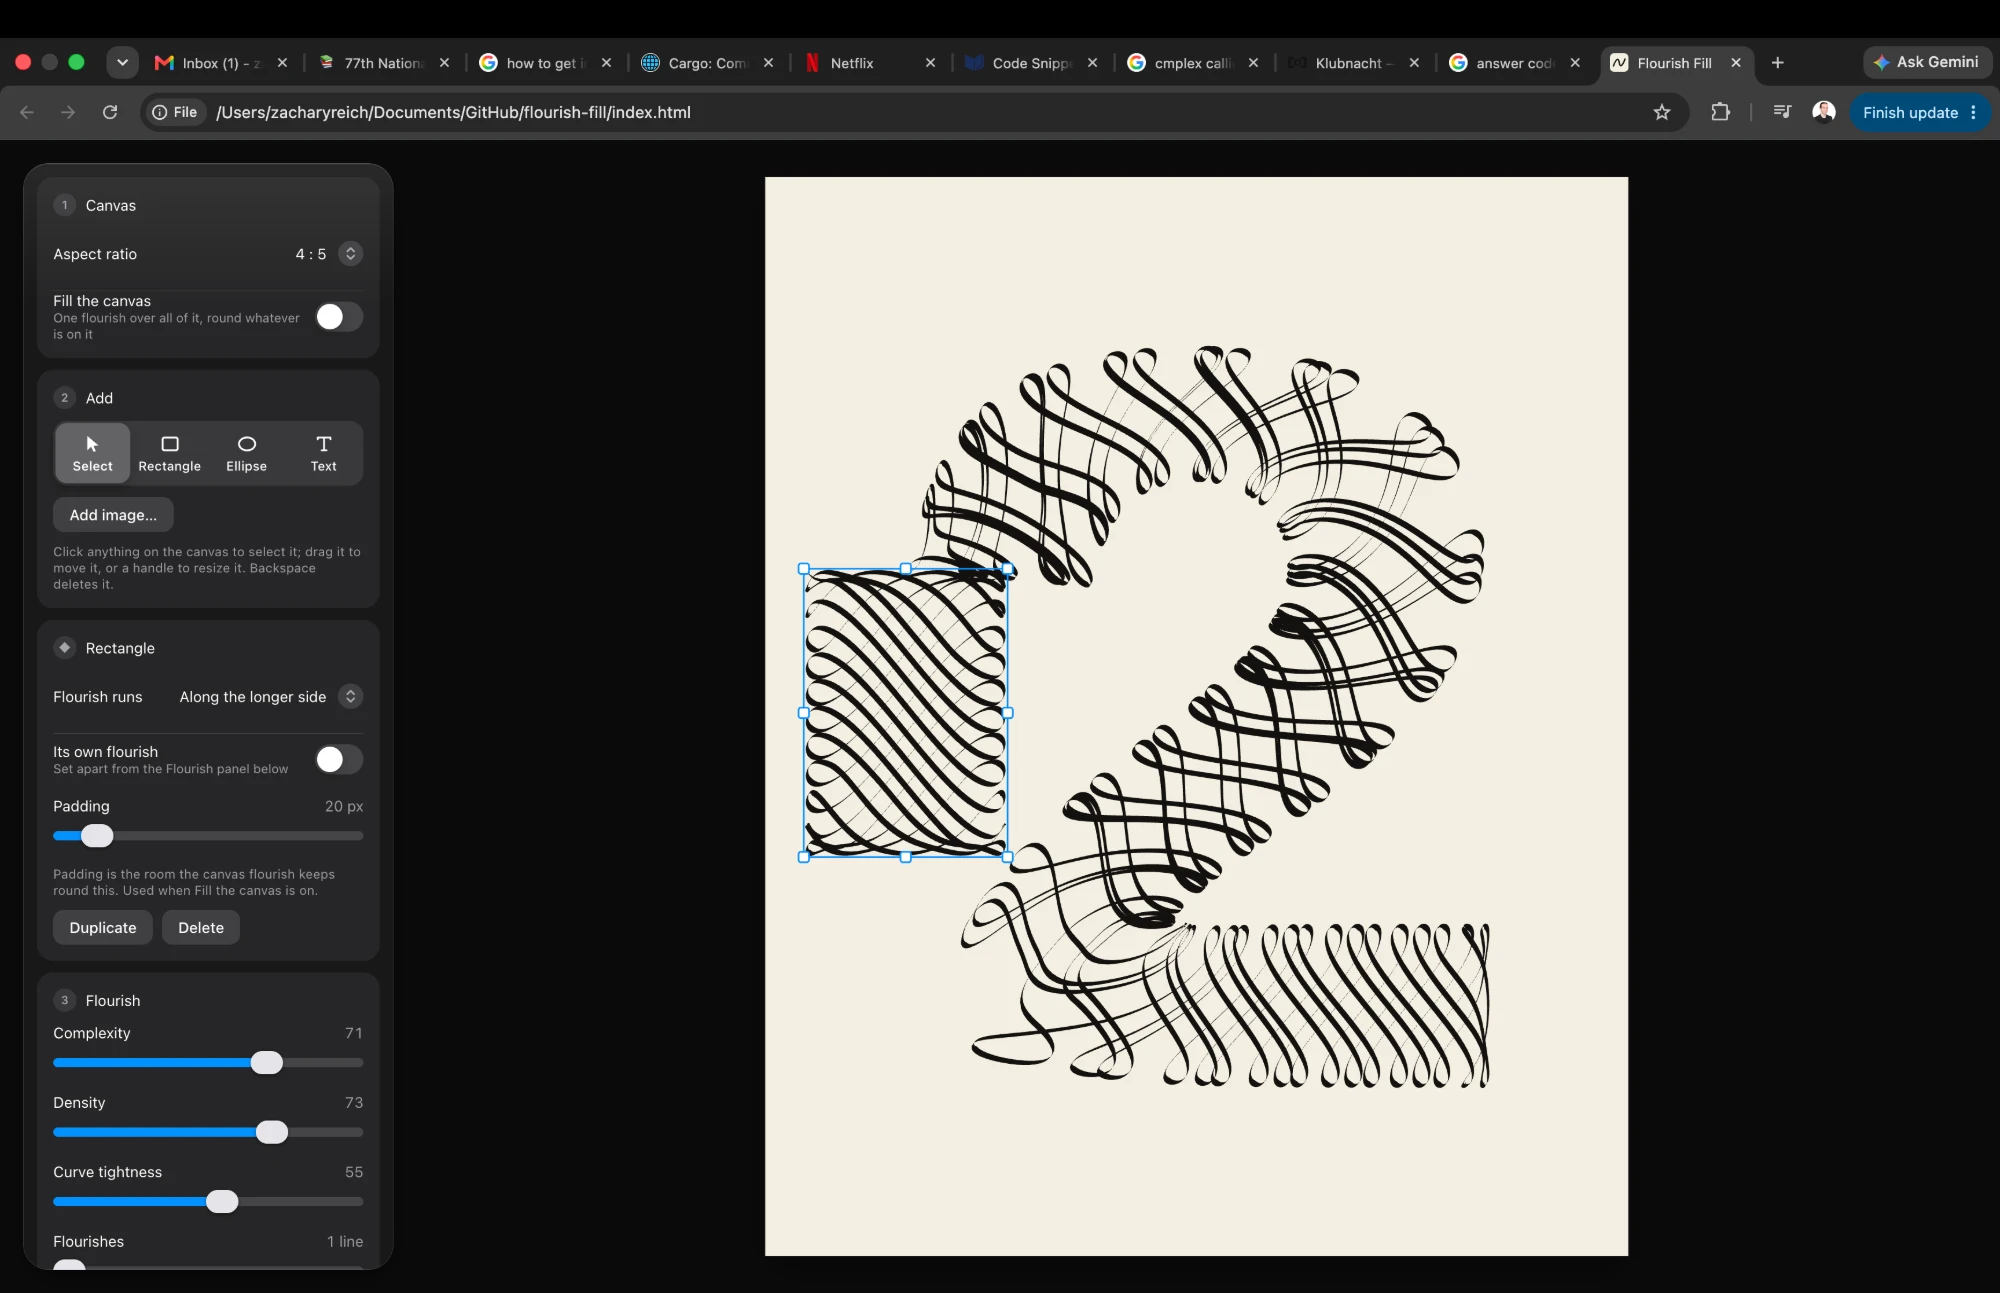 Inbox (1) -
77th Nationa
how to get i
Cargo: Com
Netflix
Code Snipp
cmplex calli
Klubnacht –
answer cod
Flourish Fill
Ask Gemini
File
/Users/zacharyreich/Documents/GitHub/flourish-fill/index.html
Finish update
1 Canvas
Aspect ratio 4 : 5
Fill the canvas
One flourish over all of it, round whatever
is on it
2 Add
Select Rectangle Ellipse Text
Add image...
Click anything on the canvas to select it; drag it to
move it, or a handle to resize it. Backspace
deletes it.
Rectangle
Flourish runs Along the longer side
Its own flourish
Set apart from the Flourish panel below
Padding 20 px
Padding is the room the canvas flourish keeps
round this. Used when Fill the canvas is on.
Duplicate Delete
3 Flourish
Complexity 71
Density 73
Curve tightness 55
Flourishes 1 line
2